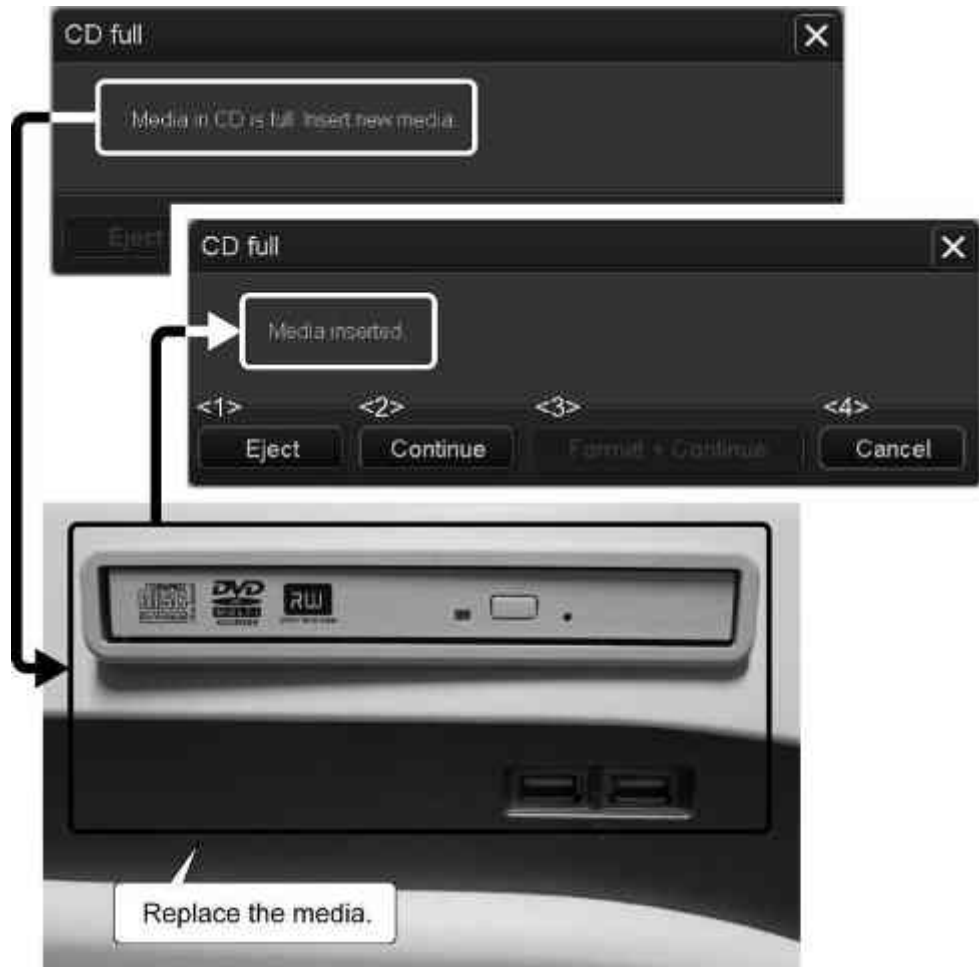 CD full
Media in CD is full. Insert new media.
Eject
CD full
Media inserted.
<1> <2> <3> <4>
Eject Continue Format + Continue Cancel
DVD
MULTI
RW
Replace the media.